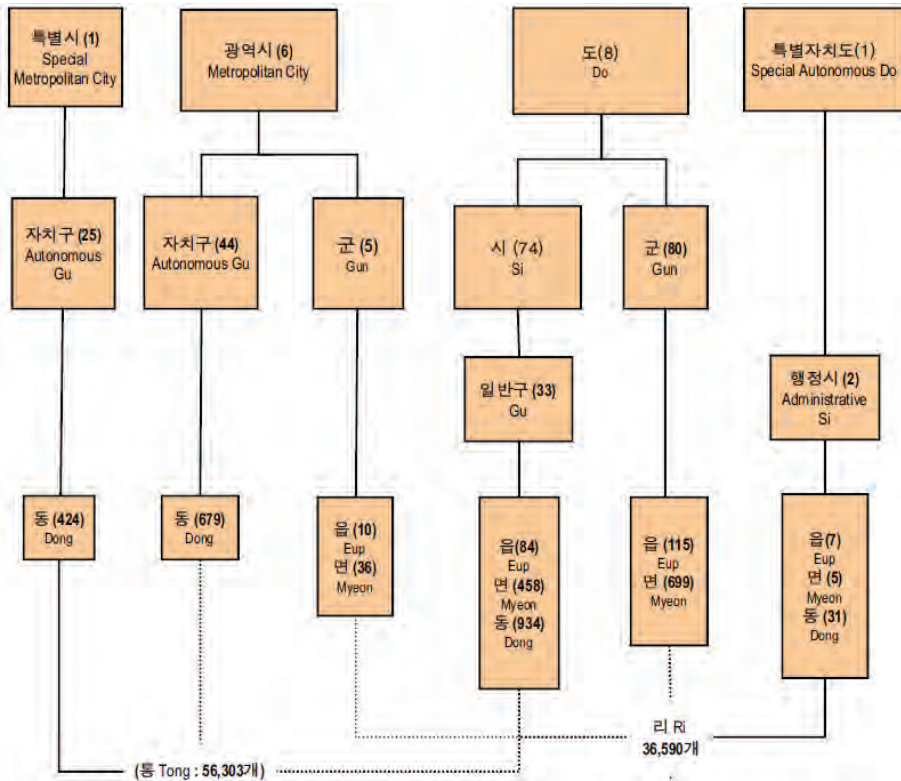 특별시 (1)
Special
Metropolitan City
광역시 (6)
Metropolitan City
도(8)
Do
특별자치도(1)
Special Autonomous Do
자치구 (25)
Autonomous
Gu
자치구 (44)
Autonomous Gu
군 (5)
Gun
시 (74)
Si
군 (80)
Gun
일반구 (33)
Gu
행정시 (2)
Administrative
Si
동 (424)
Dong
동 (679)
Dong
읍 (10)
Eup
면 (36)
Myeon
읍(84)
Eup
면 (458)
Myeon
동 (934)
Dong
읍 (115)
Eup
면 (699)
Myeon
읍(7)
Eup
면 (5)
Myeon
동 (31)
Dong
리 Ri
36,590개
(통 Tong : 56,303개)